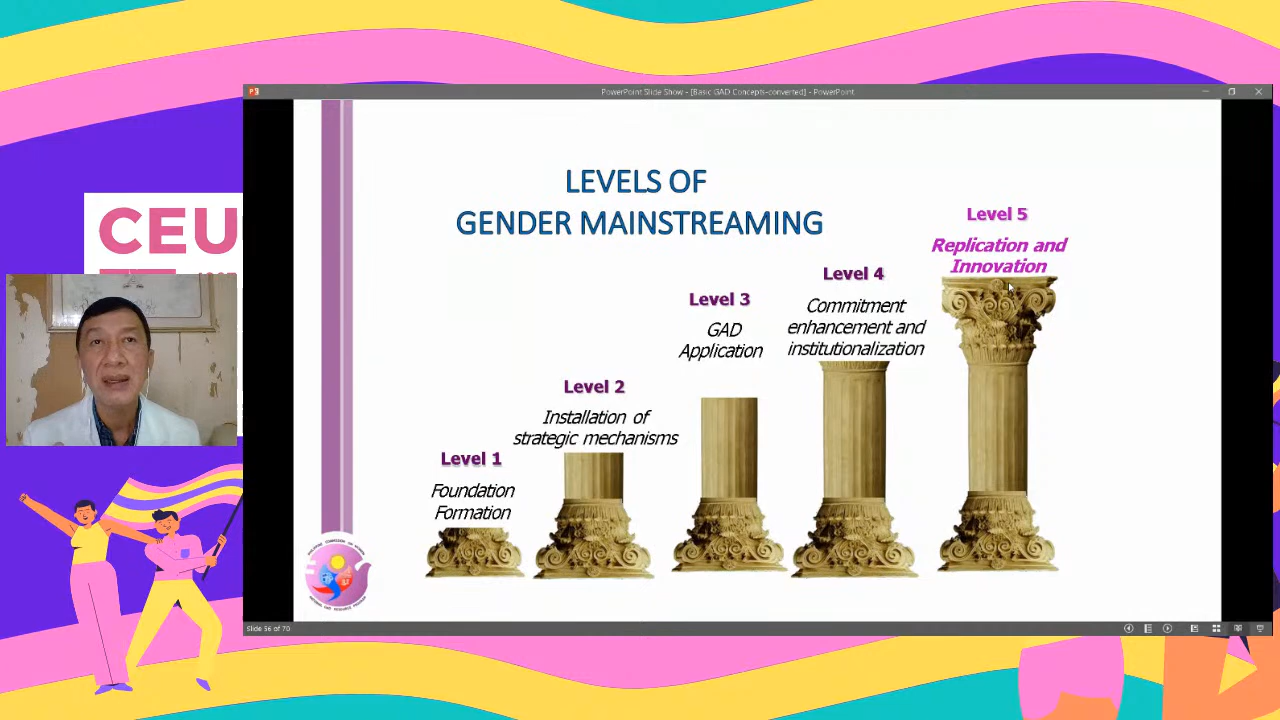 PowerPoint Slide Show - [Basic GAD Concepts-converted] - PowerPoint
LEVELS OF
GENDER MAINSTREAMING
Level 5
Replication and
Innovation
Level 4
Commitment
enhancement and
institutionalization
Level 3
GAD
Application
Level 2
Installation of
strategic mechanisms
Level 1
Foundation
Formation
CEU
Slide 56 of 70